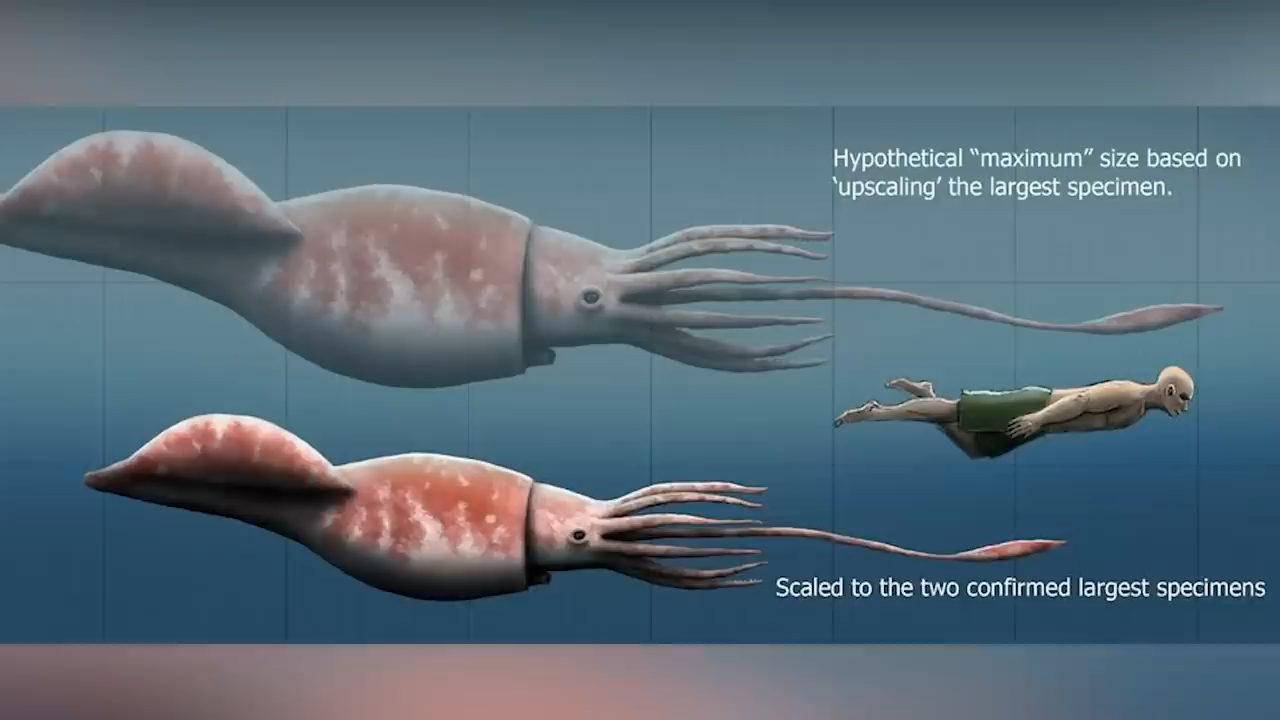 Hypothetical “maximum” size based on
‘upscaling’ the largest specimen.
Scaled to the two confirmed largest specimens